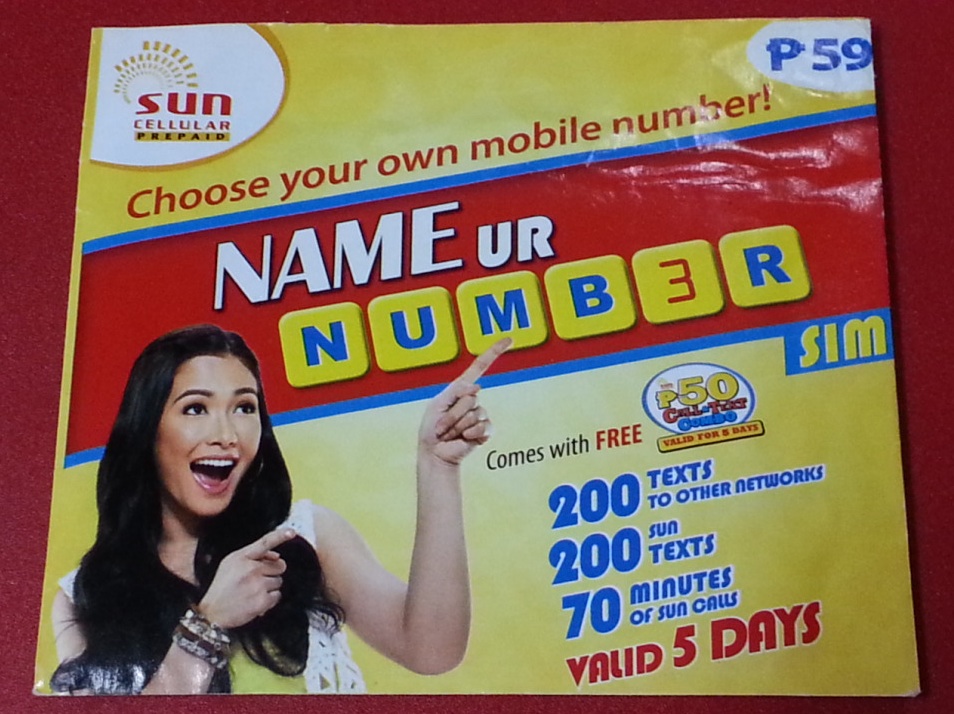 SUN
CELLULAR
PREPAID
₱59
Choose your own mobile number!
NAME UR
NUMB3R
SIM
Comes with FREE
₱50
CALL & TEXT
COMBO
VALID FOR 5 DAYS
200 TEXTS
TO OTHER NETWORKS
200 SUN
TEXTS
70 MINUTES
OF SUN CALLS
VALID 5 DAYS